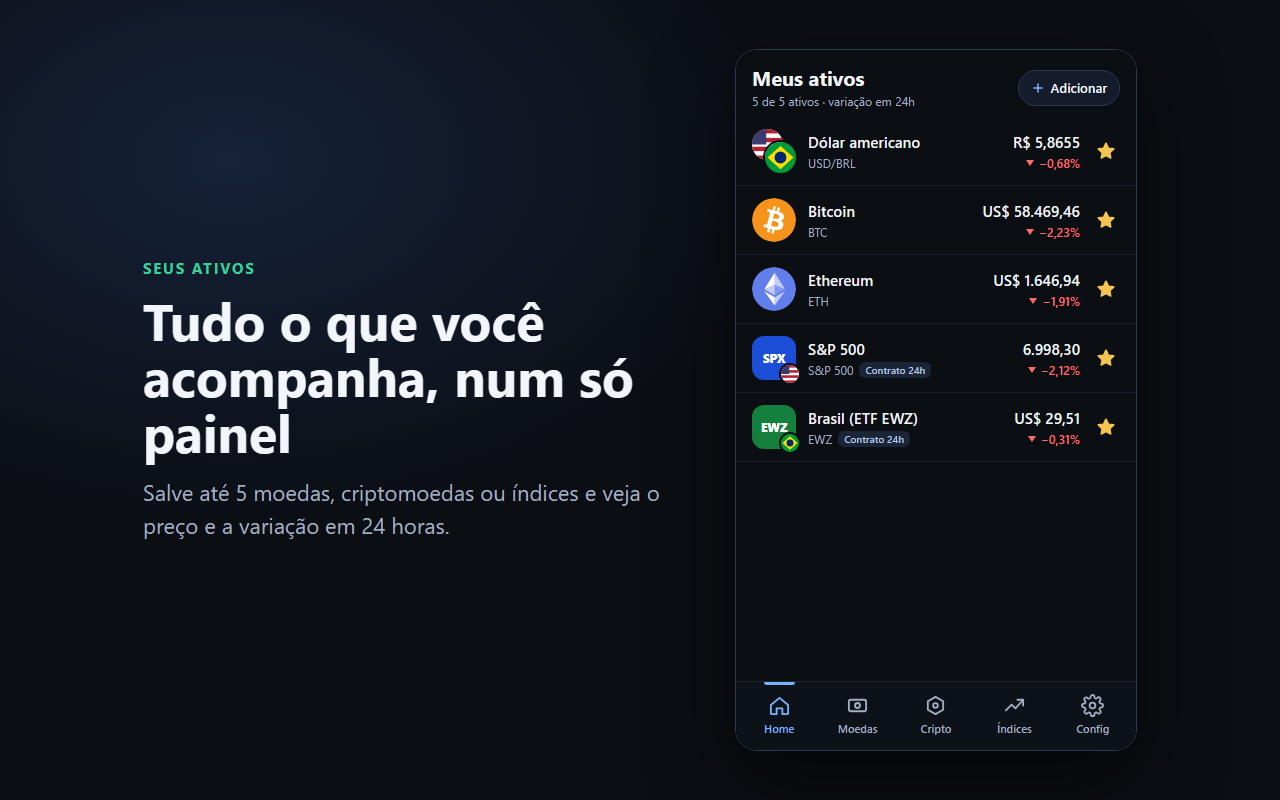 SEUS ATIVOS
Tudo o que você
acompanha, num só
painel
Salve até 5 moedas, criptomoedas ou índices e veja o
preço e a variação em 24 horas.
Meus ativos
5 de 5 ativos · variação em 24h
+ Adicionar
Dólar americano
USD/BRL
R$ 5,8655
▼ −0,68%
Bitcoin
BTC
US$ 58.469,46
▼ −2,23%
Ethereum
ETH
US$ 1.646,94
▼ −1,91%
SPX
S&P 500
S&P 500 Contrato 24h
6.998,30
▼ −2,12%
EWZ
Brasil (ETF EWZ)
EWZ Contrato 24h
US$ 29,51
▼ −0,31%
Home
Moedas
Cripto
Índices
Config